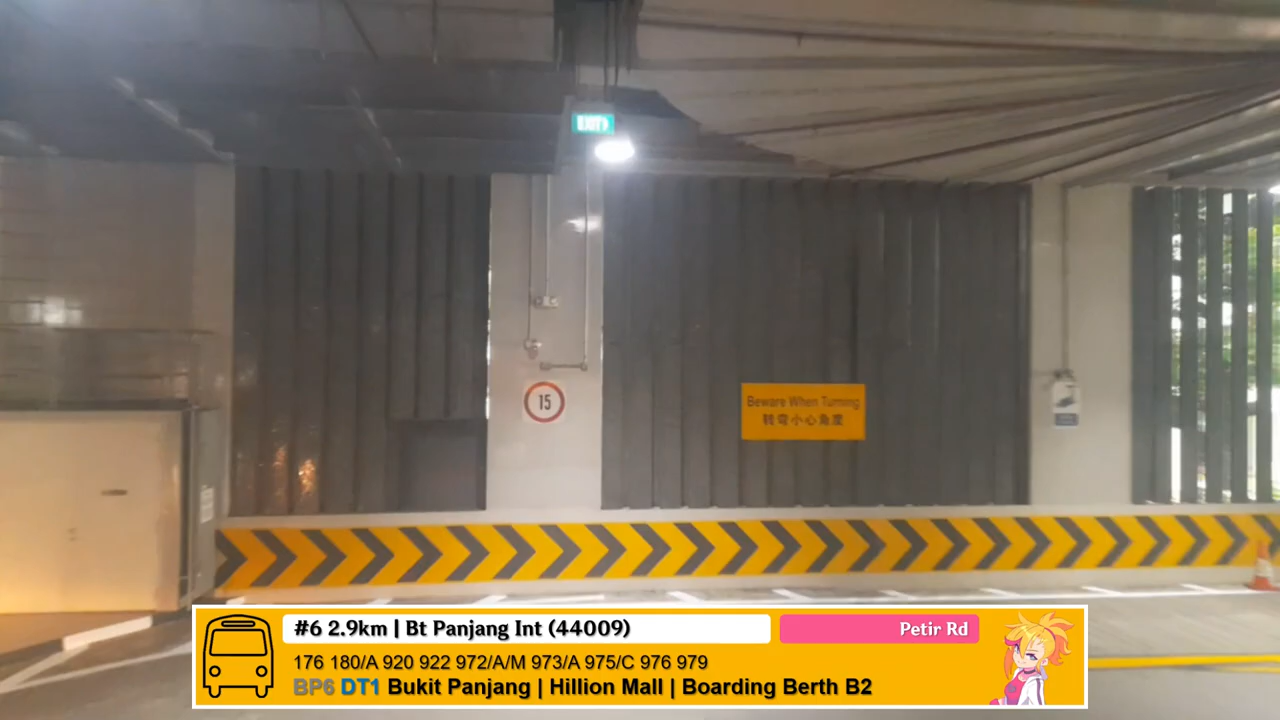 EXIT
15
Beware When Turning
转弯小心角度
#6 2.9km | Bt Panjang Int (44009)
Petir Rd
176 180/A 920 922 972/A/M 973/A 975/C 976 979
BP6 DT1 Bukit Panjang | Hillion Mall | Boarding Berth B2